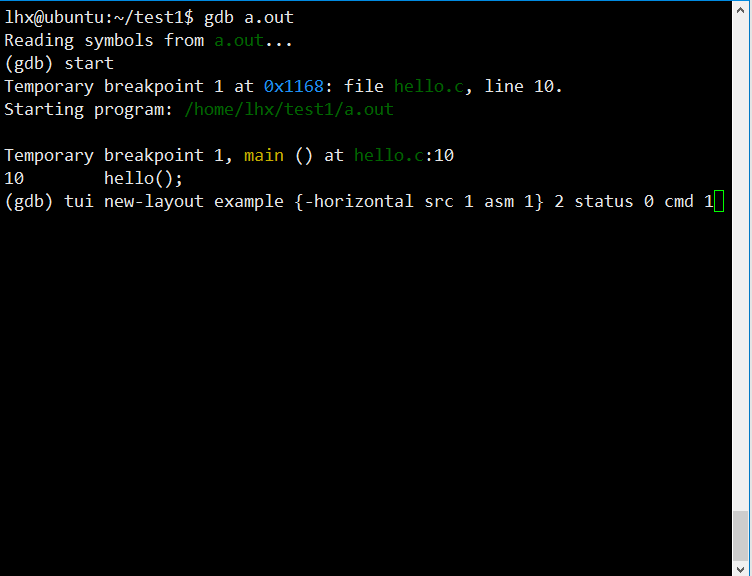 lhx@ubuntu:~/test1$ gdb a.out
Reading symbols from a.out...
(gdb) start
Temporary breakpoint 1 at 0x1168: file hello.c, line 10.
Starting program: /home/lhx/test1/a.out
Temporary breakpoint 1, main () at hello.c:10
10        hello();
(gdb) tui new-layout example {-horizontal src 1 asm 1} 2 status 0 cmd 1